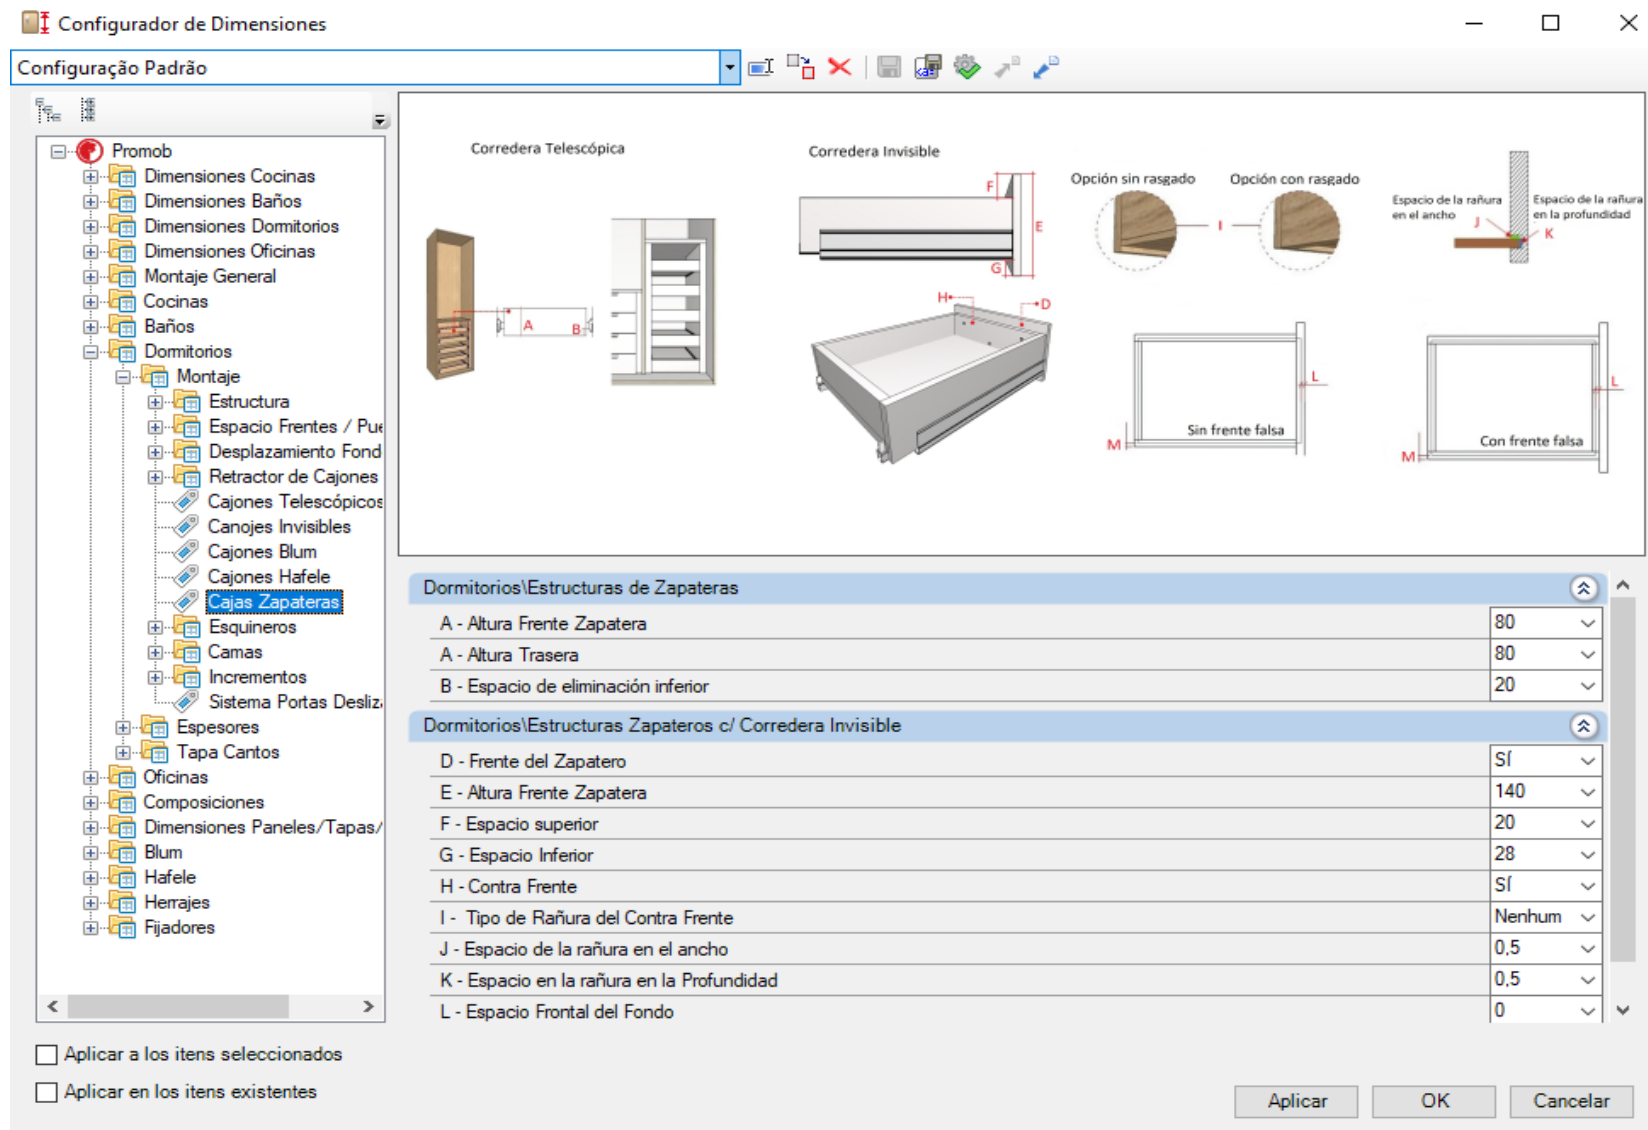 Configurador de Dimensiones
Configuração Padrão
Promob
Dimensiones Cocinas
Dimensiones Baños
Dimensiones Dormitorios
Dimensiones Oficinas
Montaje General
Cocinas
Baños
Dormitorios
Montaje
Estructura
Espacio Frentes / Pue
Desplazamiento Fond
Retractor de Cajones
Cajones Telescópicos
Canojes Invisibles
Cajones Blum
Cajones Hafele
Cajas Zapateras
Esquineros
Camas
Incrementos
Sistema Portas Desliz
Espesores
Tapa Cantos
Oficinas
Composiciones
Dimensiones Paneles/Tapas/
Blum
Hafele
Herrajes
Fijadores
Corredera Telescópica
A
B
Corredera Invisible
F
E
G
H
D
Opción sin rasgado
Opción con rasgado
I
Espacio de la rañura
en el ancho
Espacio de la rañura
en la profundidad
J
K
L
Sin frente falsa
M
L
Con frente falsa
M
Dormitorios\Estructuras de Zapateras
A - Altura Frente Zapatera 80
A - Altura Trasera 80
B - Espacio de eliminación inferior 20
Dormitorios\Estructuras Zapateros c/ Corredera Invisible
D - Frente del Zapatero SÍ
E - Altura Frente Zapatera 140
F - Espacio superior 20
G - Espacio Inferior 28
H - Contra Frente SÍ
I - Tipo de Rañura del Contra Frente Nenhum
J - Espacio de la rañura en el ancho 0,5
K - Espacio en la rañura en la Profundidad 0,5
L - Espacio Frontal del Fondo 0
Aplicar a los itens seleccionados
Aplicar en los itens existentes
Aplicar
OK
Cancelar